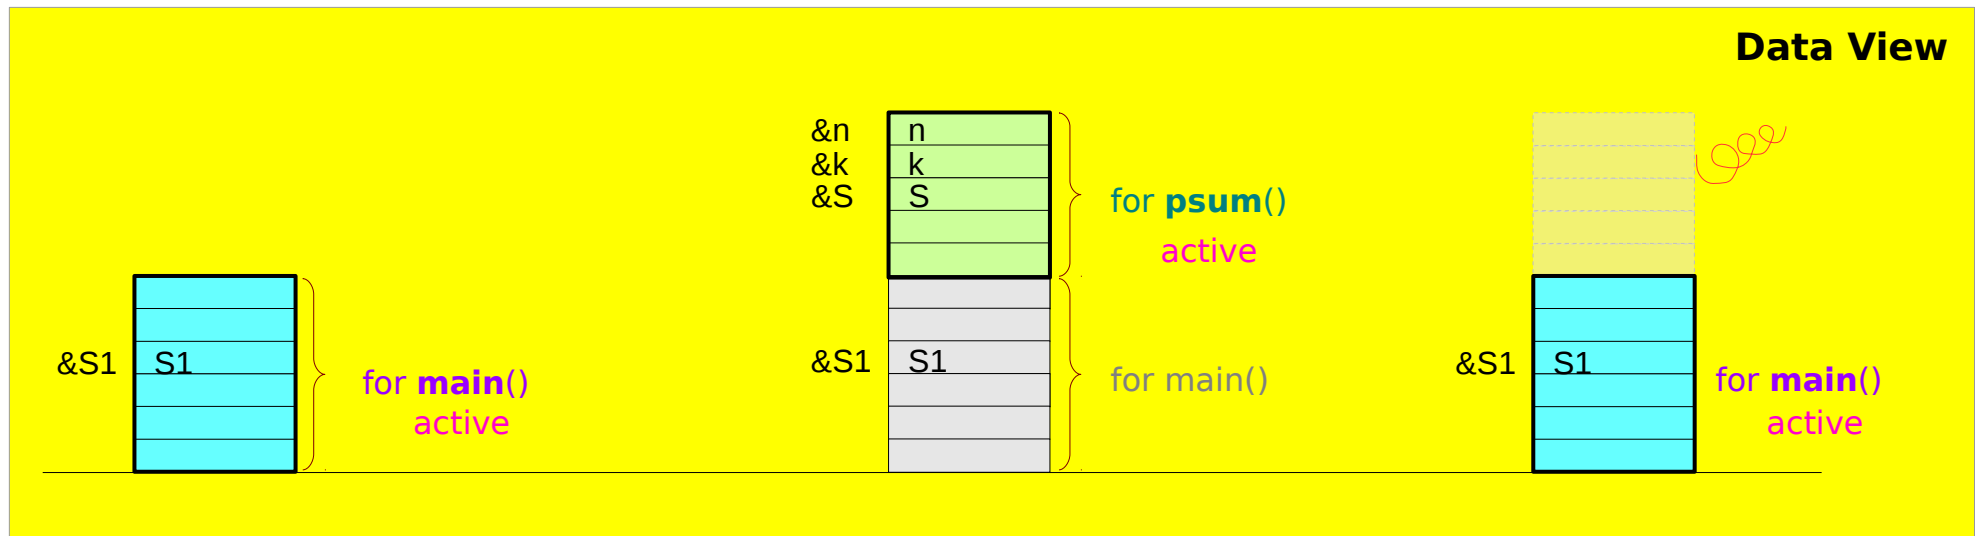 Data View
&n n
&k k
&S S
for psum()
active
&S1 S1
for main()
active
&S1 S1
for main()
&S1 S1
for main()
active